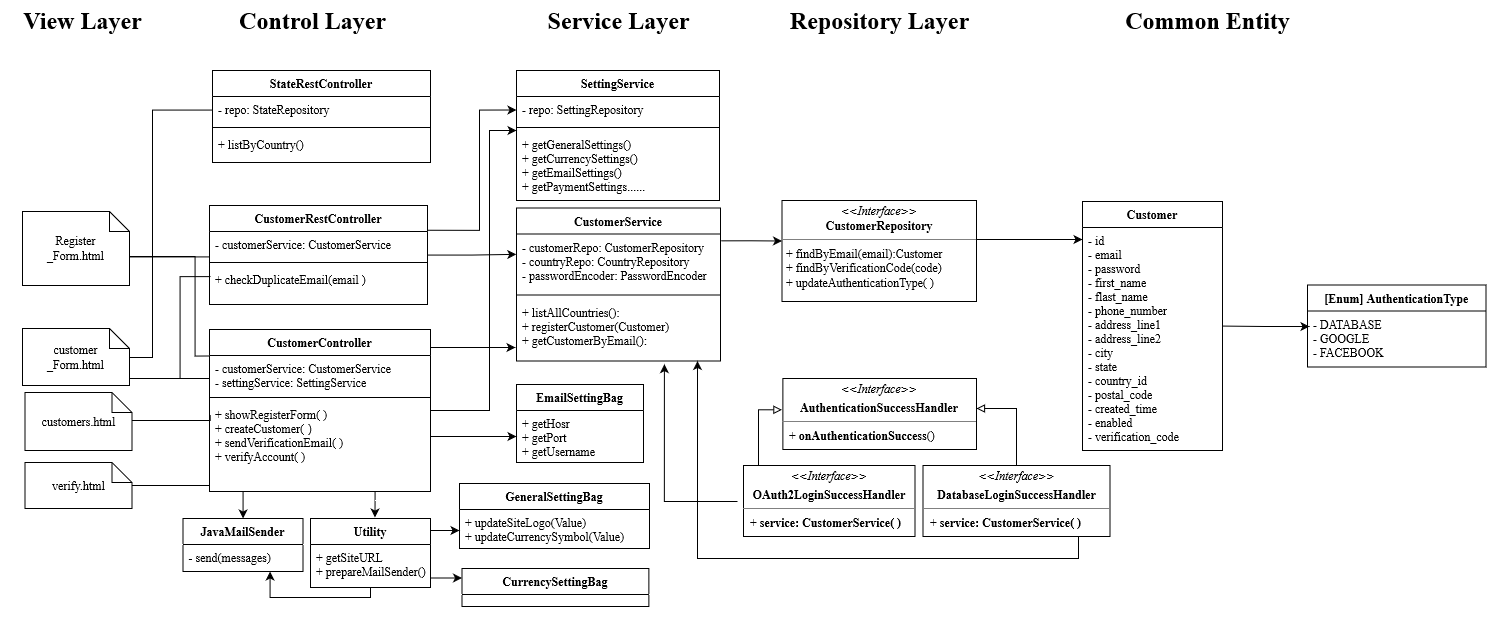 View Layer
Control Layer
Service Layer
Repository Layer
Common Entity
StateRestController
- repo: StateRepository
+ listByCountry()
SettingService
- repo: SettingRepository
+ getGeneralSettings()
+ getCurrencySettings()
+ getEmailSettings()
+ getPaymentSettings......
Register
_Form.html
CustomerRestController
- customerService: CustomerService
+ checkDuplicateEmail(email )
CustomerService
- customerRepo: CustomerRepository
- countryRepo: CountryRepository
- passwordEncoder: PasswordEncoder
+ listAllCountries():
+ registerCustomer(Customer)
+ getCustomerByEmail():
<<Interface>>
CustomerRepository
+ findByEmail(email):Customer
+ findByVerificationCode(code)
+ updateAuthenticationType( )
Customer
- id
- email
- password
- first_name
- flast_name
- phone_number
- address_line1
- address_line2
- city
- state
- country_id
- postal_code
- created_time
- enabled
- verification_code
[Enum] AuthenticationType
- DATABASE
- GOOGLE
- FACEBOOK
customer
_Form.html
customers.html
verify.html
CustomerController
- customerService: CustomerService
- settingService: SettingService
+ showRegisterForm( )
+ createCustomer( )
+ sendVerificationEmail( )
+ verifyAccount( )
EmailSettingBag
+ getHosr
+ getPort
+ getUsername
<<Interface>>
AuthenticationSuccessHandler
+ onAuthenticationSuccess()
<<Interface>>
OAuth2LoginSuccessHandler
+ service: CustomerService( )
<<Interface>>
DatabaseLoginSuccessHandler
+ service: CustomerService( )
GeneralSettingBag
+ updateSiteLogo(Value)
+ updateCurrencySymbol(Value)
JavaMailSender
- send(messages)
Utility
+ getSiteURL
+ prepareMailSender()
CurrencySettingBag